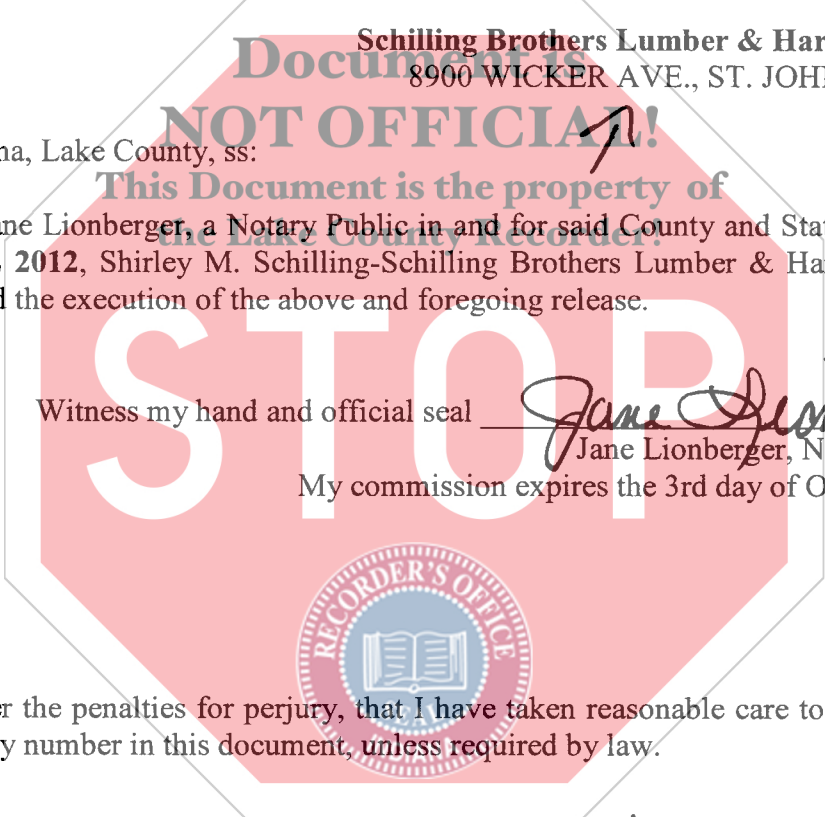 Schilling Brothers Lumber & Har
Document is
8900 WICKER AVE., ST. JOH
NOT OFFICIAL!
na, Lake County, ss:
This Document is the property of
ne Lionberger, a Notary Public in and for said County and Sta
the Lake County Recorder!
2012, Shirley M. Schilling-Schilling Brothers Lumber & Ha
the execution of the above and foregoing release.
STOP
Witness my hand and official seal Jane
Jane Lionberger, N
My commission expires the 3rd day of O
RECORDER'S OFFICE
r the penalties for perjury, that I have taken reasonable care to
y number in this document, unless required by law.
INDIANA